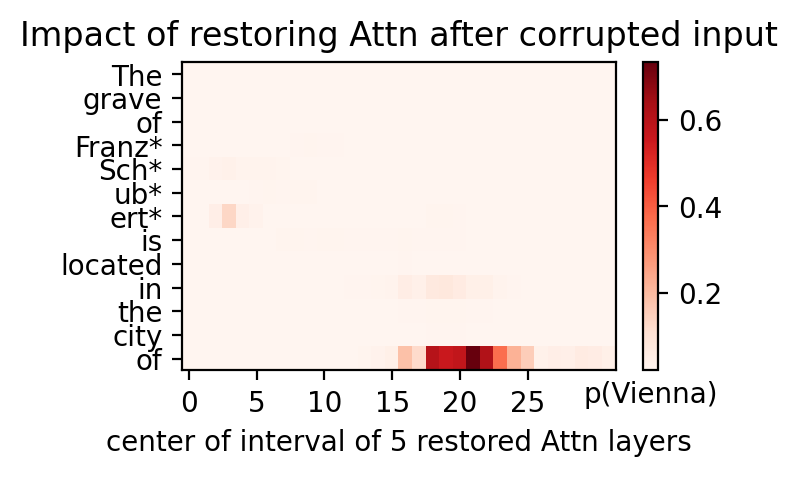 Impact of restoring Attn after corrupted input
The
grave
of
Franz*
Sch*
ub*
ert*
is
located
in
the
city
of
0 5 10 15 20 25
center of interval of 5 restored Attn layers
0.6
0.4
0.2
p(Vienna)